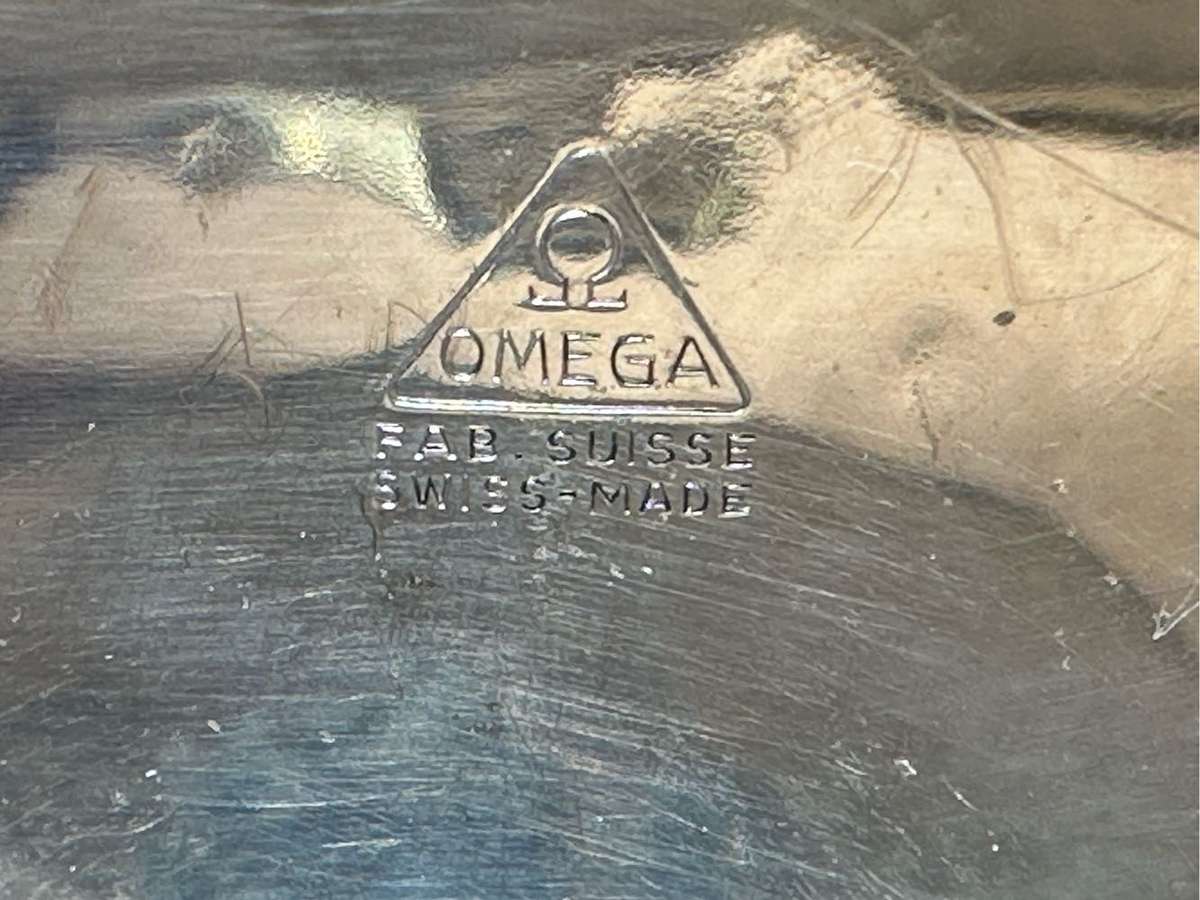 Ω
OMEGA
FAB. SUISSE
SWISS-MADE